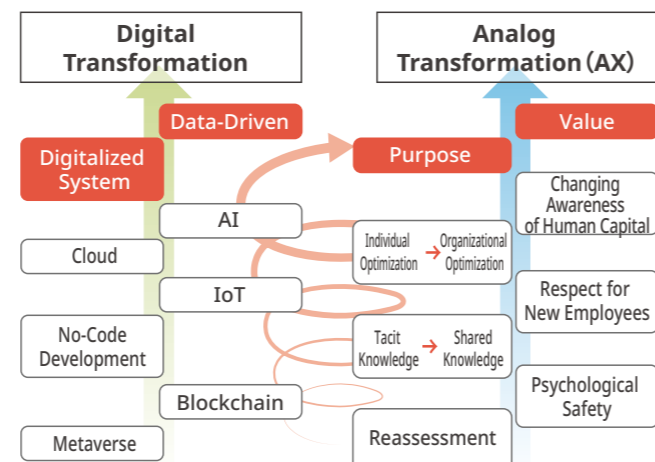 Digital
Transformation
Analog
Transformation (AX)
Data-Driven
Digitalized
System
Value
Purpose
Changing
Awareness
of Human Capital
AI
Cloud
Individual
Optimization
→
Organizational
Optimization
IoT
Respect for
New Employees
No-Code
Development
Tacit
Knowledge
→
Shared
Knowledge
Psychological
Safety
Blockchain
Metaverse
Reassessment